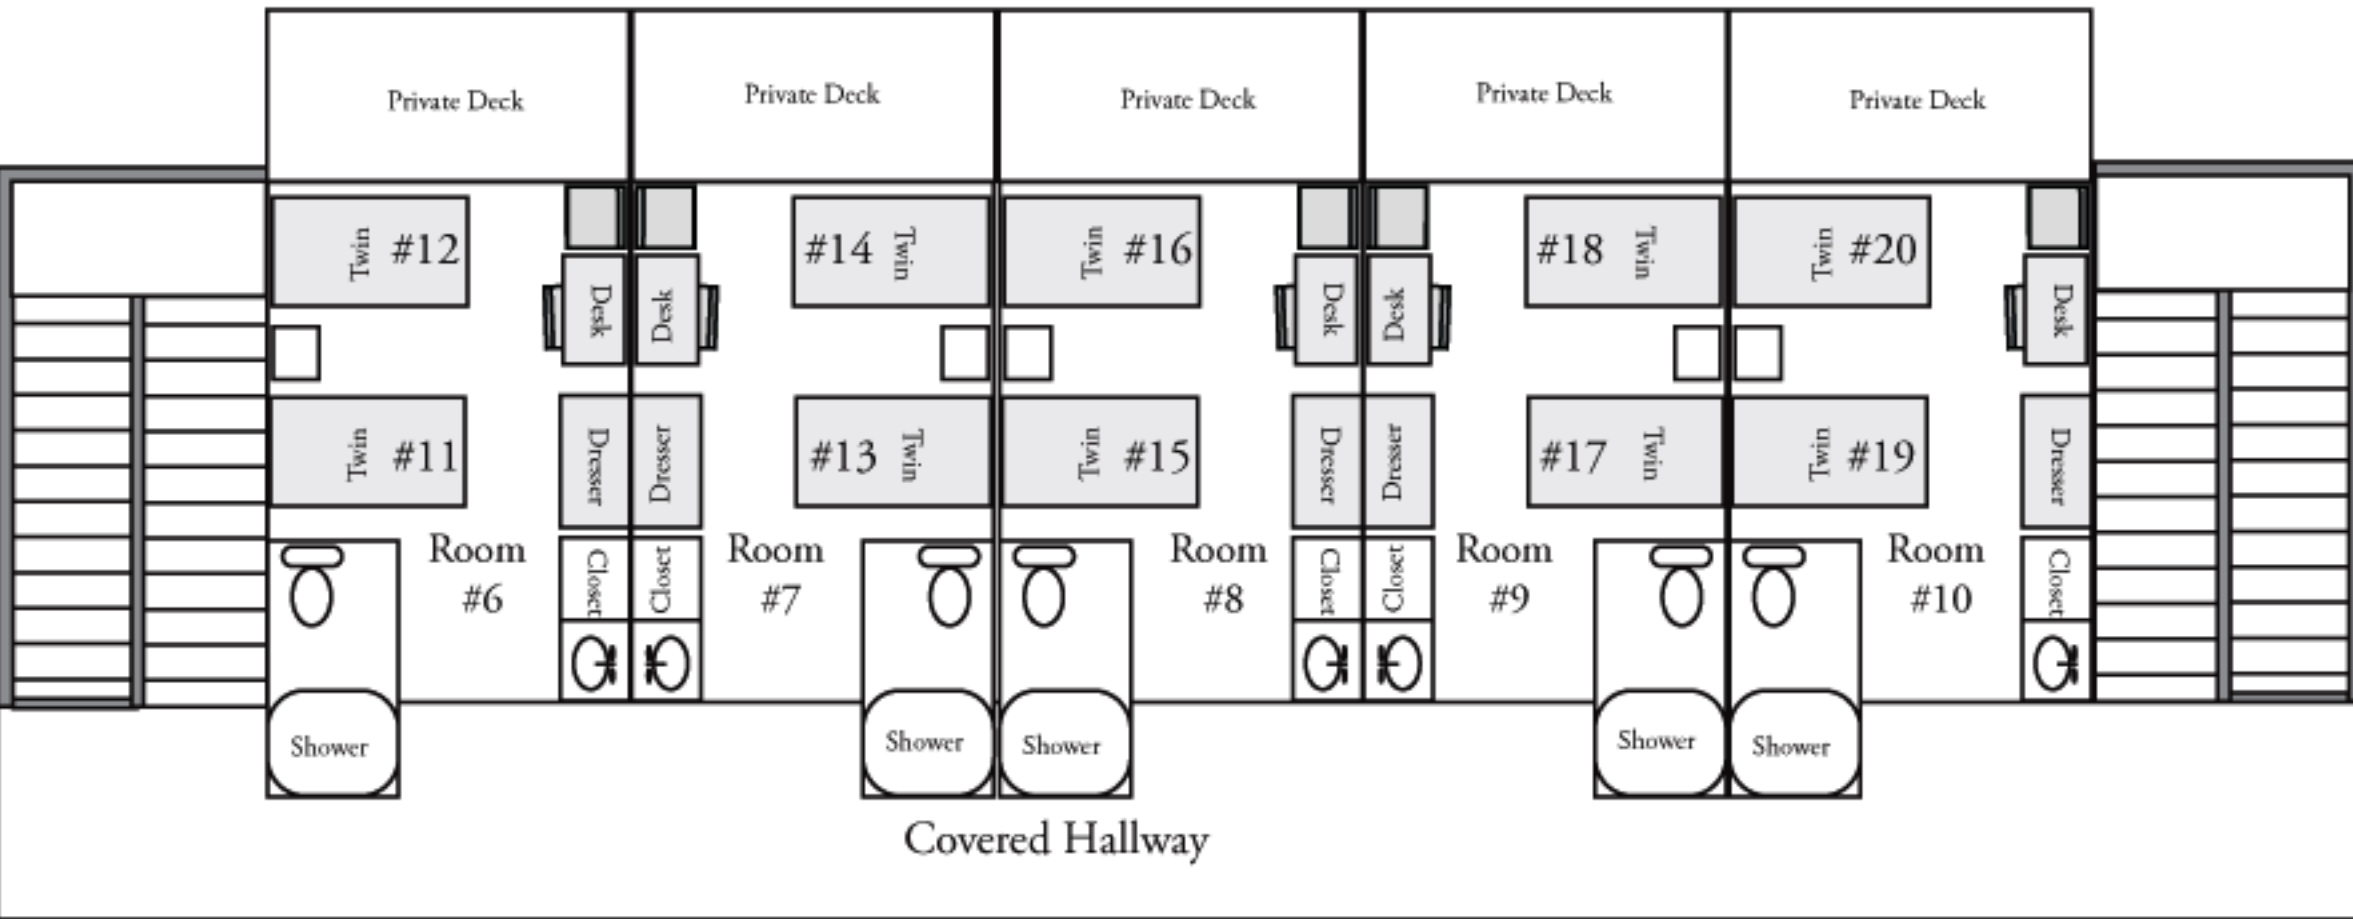 Private Deck
Private Deck
Private Deck
Private Deck
Private Deck
Twin #12
Desk
Desk
#14 Twin
Twin #16
Desk
Desk
#18 Twin
Twin #20
Desk
Twin #11
Dresser
Dresser
#13 Twin
Twin #15
Dresser
Dresser
#17 Twin
Twin #19
Dresser
Room
#6
Closet
Closet
Room
#7
Room
#8
Closet
Closet
Room
#9
Room
#10
Closet
Shower
Shower
Shower
Shower
Shower
Covered Hallway